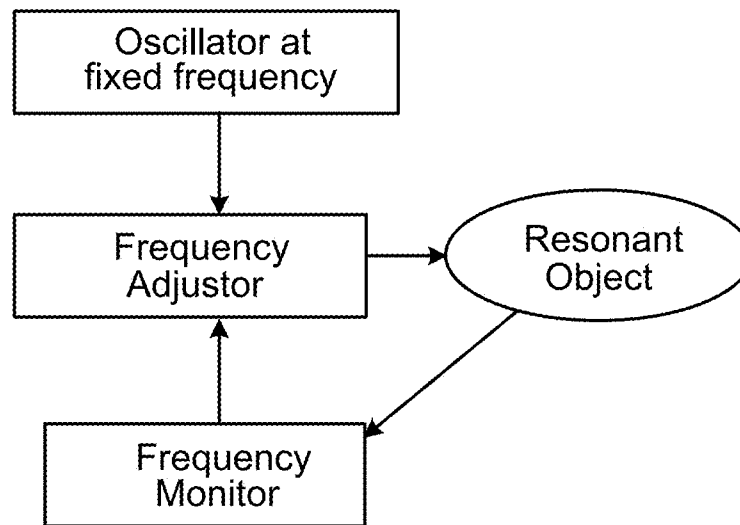 Oscillator at
fixed frequency
Frequency
Adjustor
Resonant
Object
Frequency
Monitor